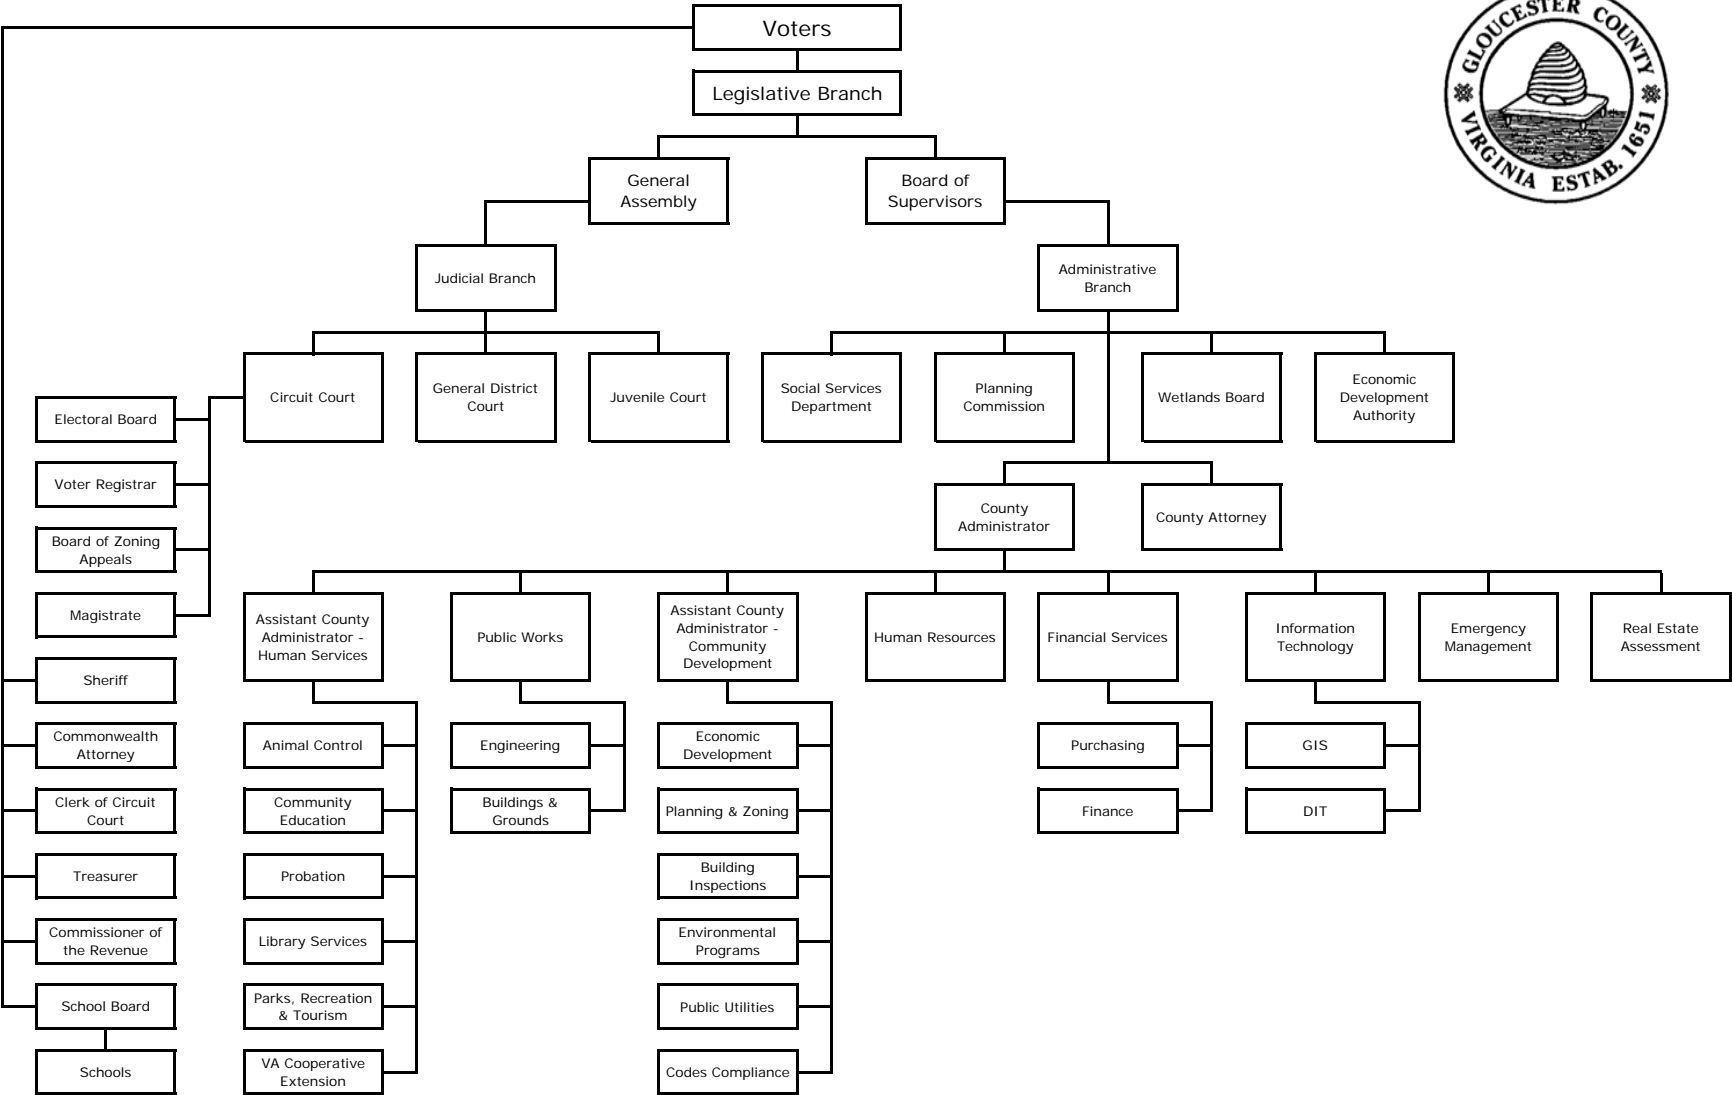 Voters
GLOUCESTER COUNTY
VIRGINIA ESTAB. 1651
Legislative Branch
General
Assembly
Board of
Supervisors
Judicial Branch
Administrative
Branch
Circuit Court
General District
Court
Juvenile Court
Social Services
Department
Planning
Commission
Wetlands Board
Economic
Development
Authority
Electoral Board
Voter Registrar
Board of Zoning
Appeals
Magistrate
Sheriff
Commonwealth
Attorney
Clerk of Circuit
Court
Treasurer
Commissioner of
the Revenue
School Board
Schools
County
Administrator
County Attorney
Assistant County
Administrator -
Human Services
Public Works
Assistant County
Administrator -
Community
Development
Human Resources
Financial Services
Information
Technology
Emergency
Management
Real Estate
Assessment
Animal Control
Community
Education
Probation
Library Services
Parks, Recreation
& Tourism
VA Cooperative
Extension
Engineering
Buildings &
Grounds
Economic
Development
Planning & Zoning
Building
Inspections
Environmental
Programs
Public Utilities
Codes Compliance
Purchasing
Finance
GIS
DIT